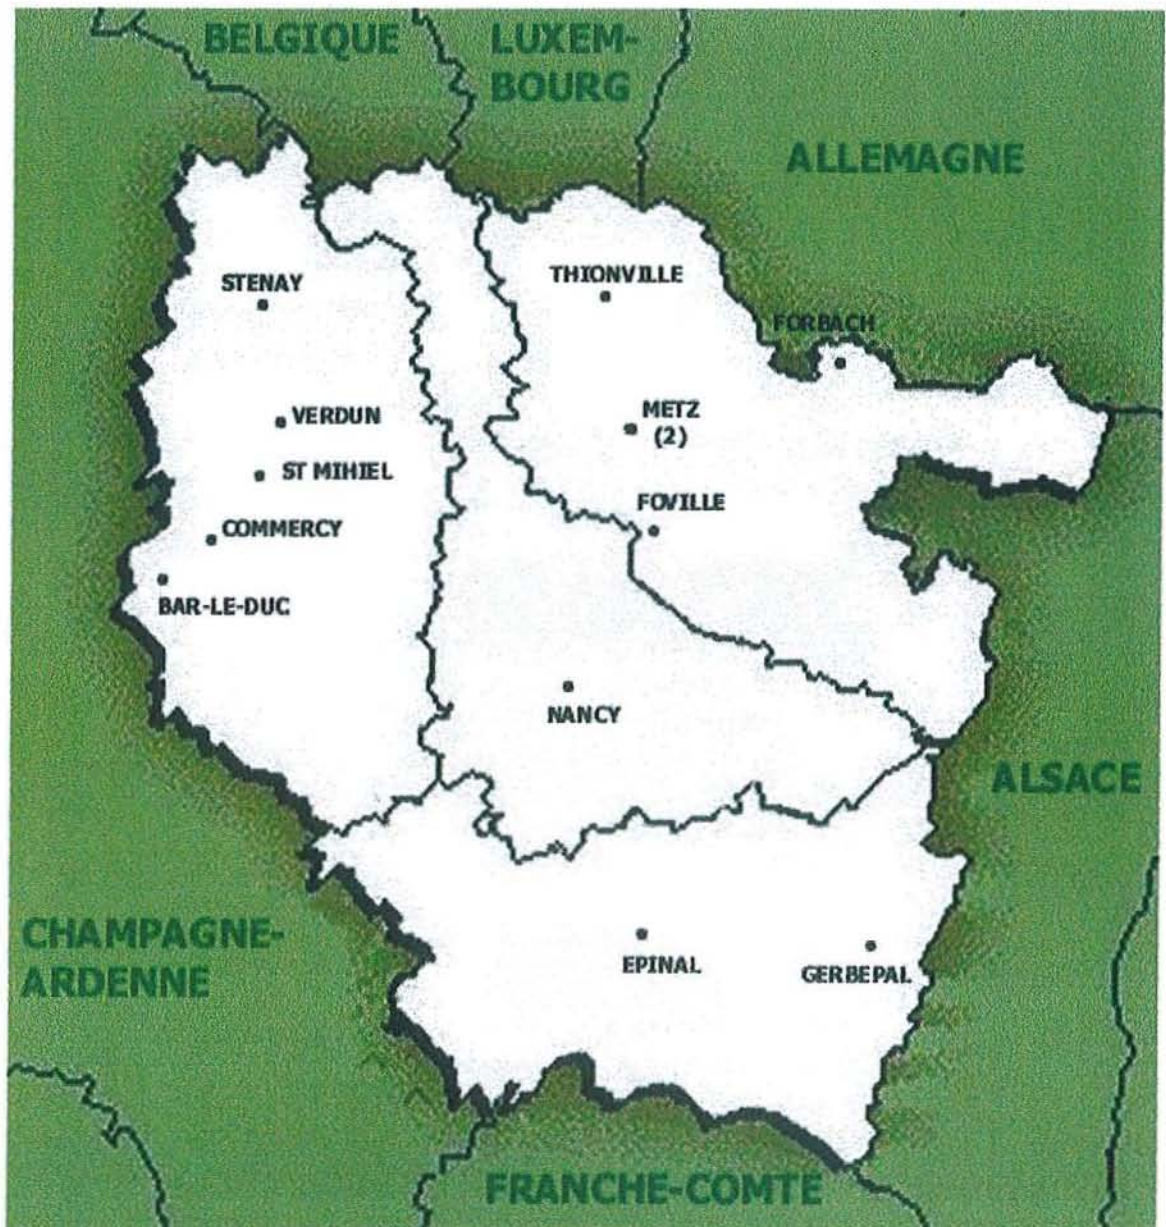 BELGIQUE
LUXEM-
BOURG
ALLEMAGNE
STENAY
THIONVILLE
FORBACH
VERDUN
METZ
(2)
ST MIHIEL
FOVILLE
COMMERCY
BAR-LE-DUC
NANCY
ALSACE
CHAMPAGNE-
ARDENNE
EPINAL
GERBEPAL
FRANCHE-COMTE